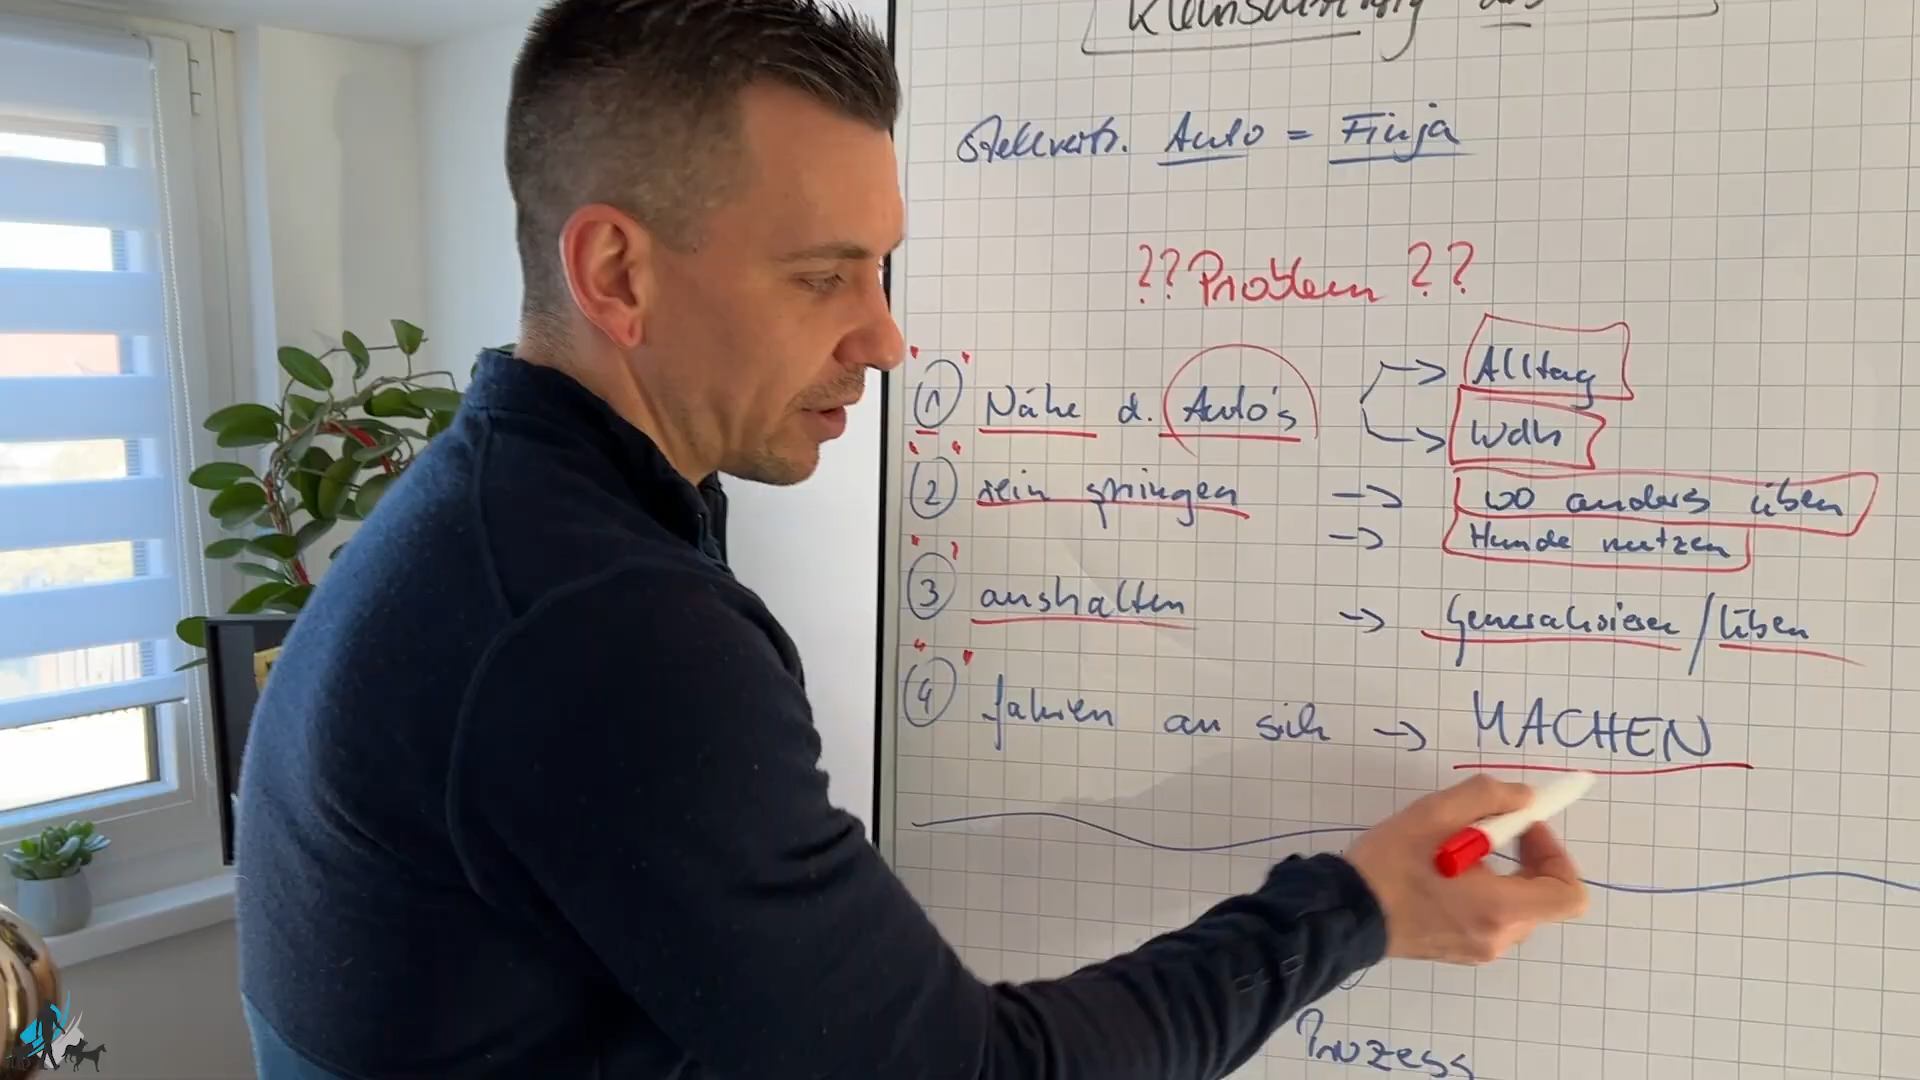 Kleinschrittig
Stellvertr. Auto = Finja
??Problem??
① Nähe d. Auto's → Alltag
→ Wdh
② rein springen → wo anders üben
→ Hunde nutzen
③ aushalten → Generalisieren / Üben
④ fahren an sich → MACHEN
Prozess